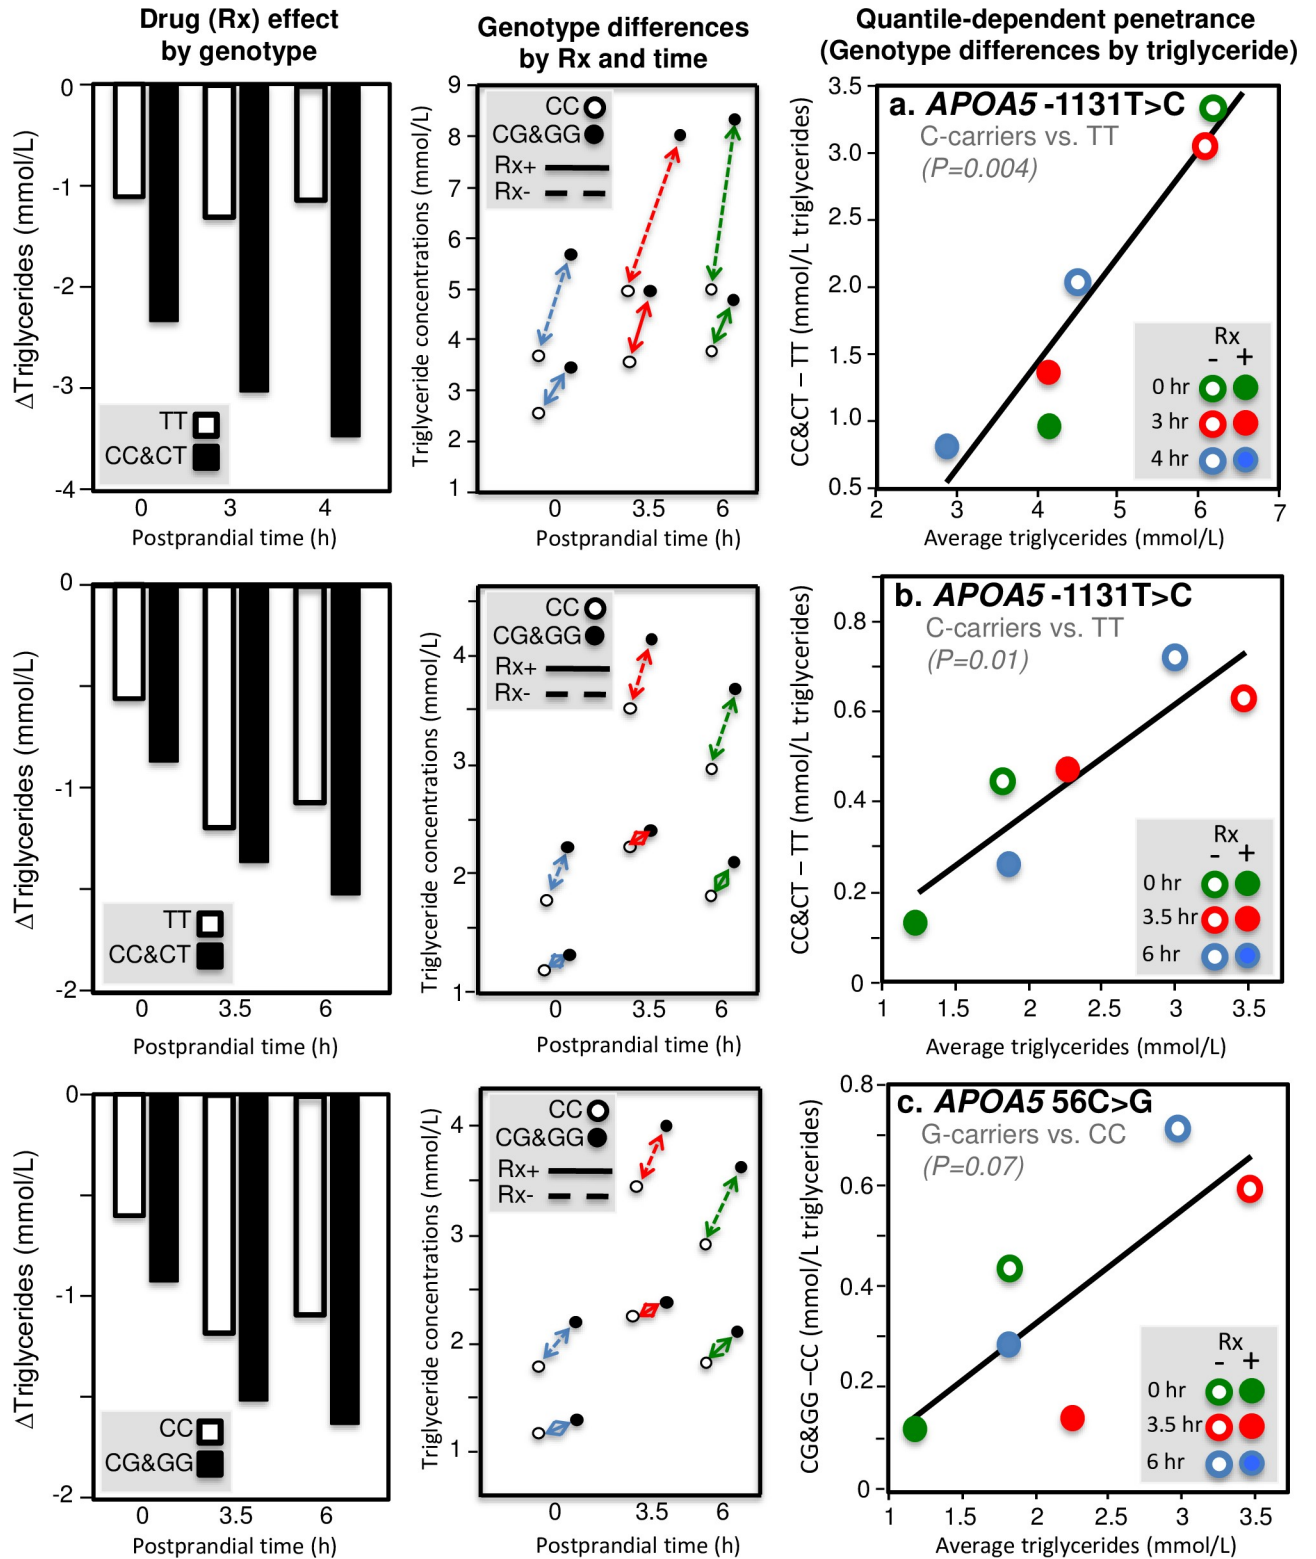 Drug (Rx) effect
by genotype
Genotype differences
by Rx and time
Quantile-dependent penetrance
(Genotype differences by triglyceride)
ΔTriglycerides (mmol/L)
0
-1
-2
-3
-4
TT
CC&CT
0 3 4
Postprandial time (h)
Triglyceride concentrations (mmol/L)
9
8
7
6
5
4
3
2
1
CC
CG&GG
Rx+
Rx-
0 3.5 6
Postprandial time (h)
CC&CT – TT (mmol/L triglycerides)
3.5
3.0
2.5
2.0
1.5
1.0
0.5
a. APOA5 -1131T>C
C-carriers vs. TT
(P=0.004)
Rx
- +
0 hr
3 hr
4 hr
2 3 4 5 6 7
Average triglycerides (mmol/L)
ΔTriglycerides (mmol/L)
0
-1
-2
TT
CC&CT
0 3.5 6
Postprandial time (h)
Triglyceride concentrations (mmol/L)
4
3
2
1
CC
CG&GG
Rx+
Rx-
0 3.5 6
Postprandial time (h)
CC&CT – TT (mmol/L triglycerides)
0.8
0.6
0.4
0.2
0
b. APOA5 -1131T>C
C-carriers vs. TT
(P=0.01)
Rx
- +
0 hr
3.5 hr
6 hr
1 1.5 2 2.5 3 3.5
Average triglycerides (mmol/L)
ΔTriglycerides (mmol/L)
0
-1
-2
CC
CG&GG
0 3.5 6
Postprandial time (h)
Triglyceride concentrations (mmol/L)
4
3
2
1
CC
CG&GG
Rx+
Rx-
0 3.5 6
Postprandial time (h)
CG&GG –CC (mmol/L triglycerides)
0.8
0.6
0.4
0.2
0
c. APOA5 56C>G
G-carriers vs. CC
(P=0.07)
Rx
- +
0 hr
3.5 hr
6 hr
1 1.5 2 2.5 3 3.5
Average triglycerides (mmol/L)